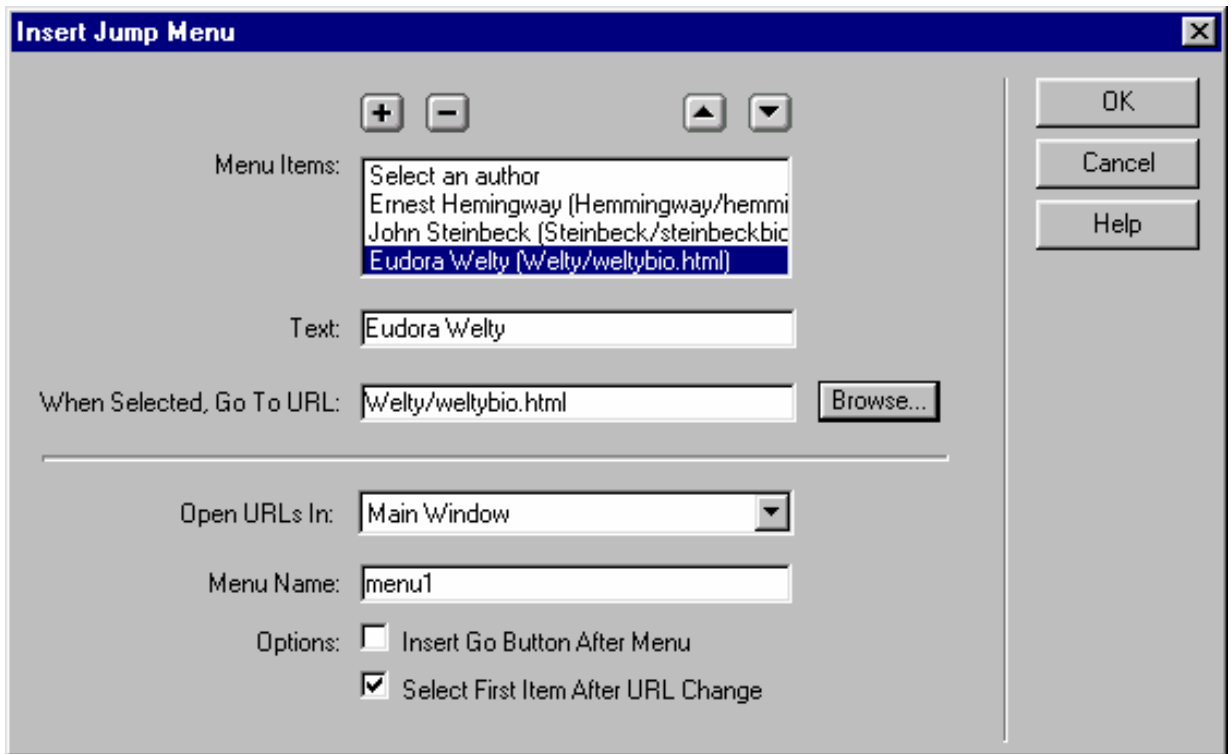 Insert Jump Menu
OK
Menu Items:
Select an author
Ernest Hemingway (Hemmingway/hemmi
John Steinbeck (Steinbeck/steinbeckbio
Eudora Welty (Welty/weltybio.html)
Cancel
Help
Text: Eudora Welty
When Selected, Go To URL: Welty/weltybio.html Browse...
Open URLs In: Main Window
Menu Name: menu1
Options: Insert Go Button After Menu
Select First Item After URL Change